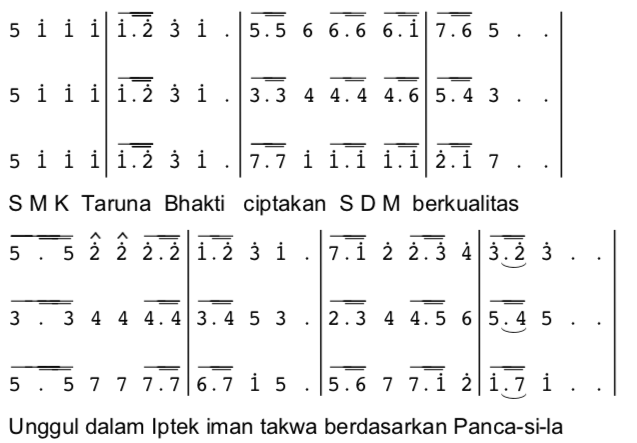 5 i̇ i̇ i̇ | i̇.2̇ 3̇ i̇ . | 5.5 6 6.6 6.i̇ | 7.6 5 . . |
5 i̇ i̇ i̇ | i̇.2̇ 3̇ i̇ . | 3.3 4 4.4 4.6 | 5.4 3 . . |
5 i̇ i̇ i̇ | i̇.2̇ 3̇ i̇ . | 7.7 i̇ i̇.i̇ i̇.i̇ | 2̇.i̇ 7 . . |
S M K Taruna Bhakti ciptakan S D M berkualitas
5 . 5 2̇ 2̇ 2̇.2̇ | i̇.2̇ 3̇ i̇ . | 7.i̇ 2̇ 2̇.3̇ 4̇ | 3̇.2̇ 3̇ . . |
3 . 3 4 4 4.4 | 3.4 5 3 . | 2.3 4 4.5 6 | 5.4 5 . . |
5 . 5 7 7 7.7 | 6.7 i̇ 5 . | 5.6 7 7.i̇ 2̇ | i̇.7 i̇ . . |
Unggul dalam Iptek iman takwa berdasarkan Panca-si-la